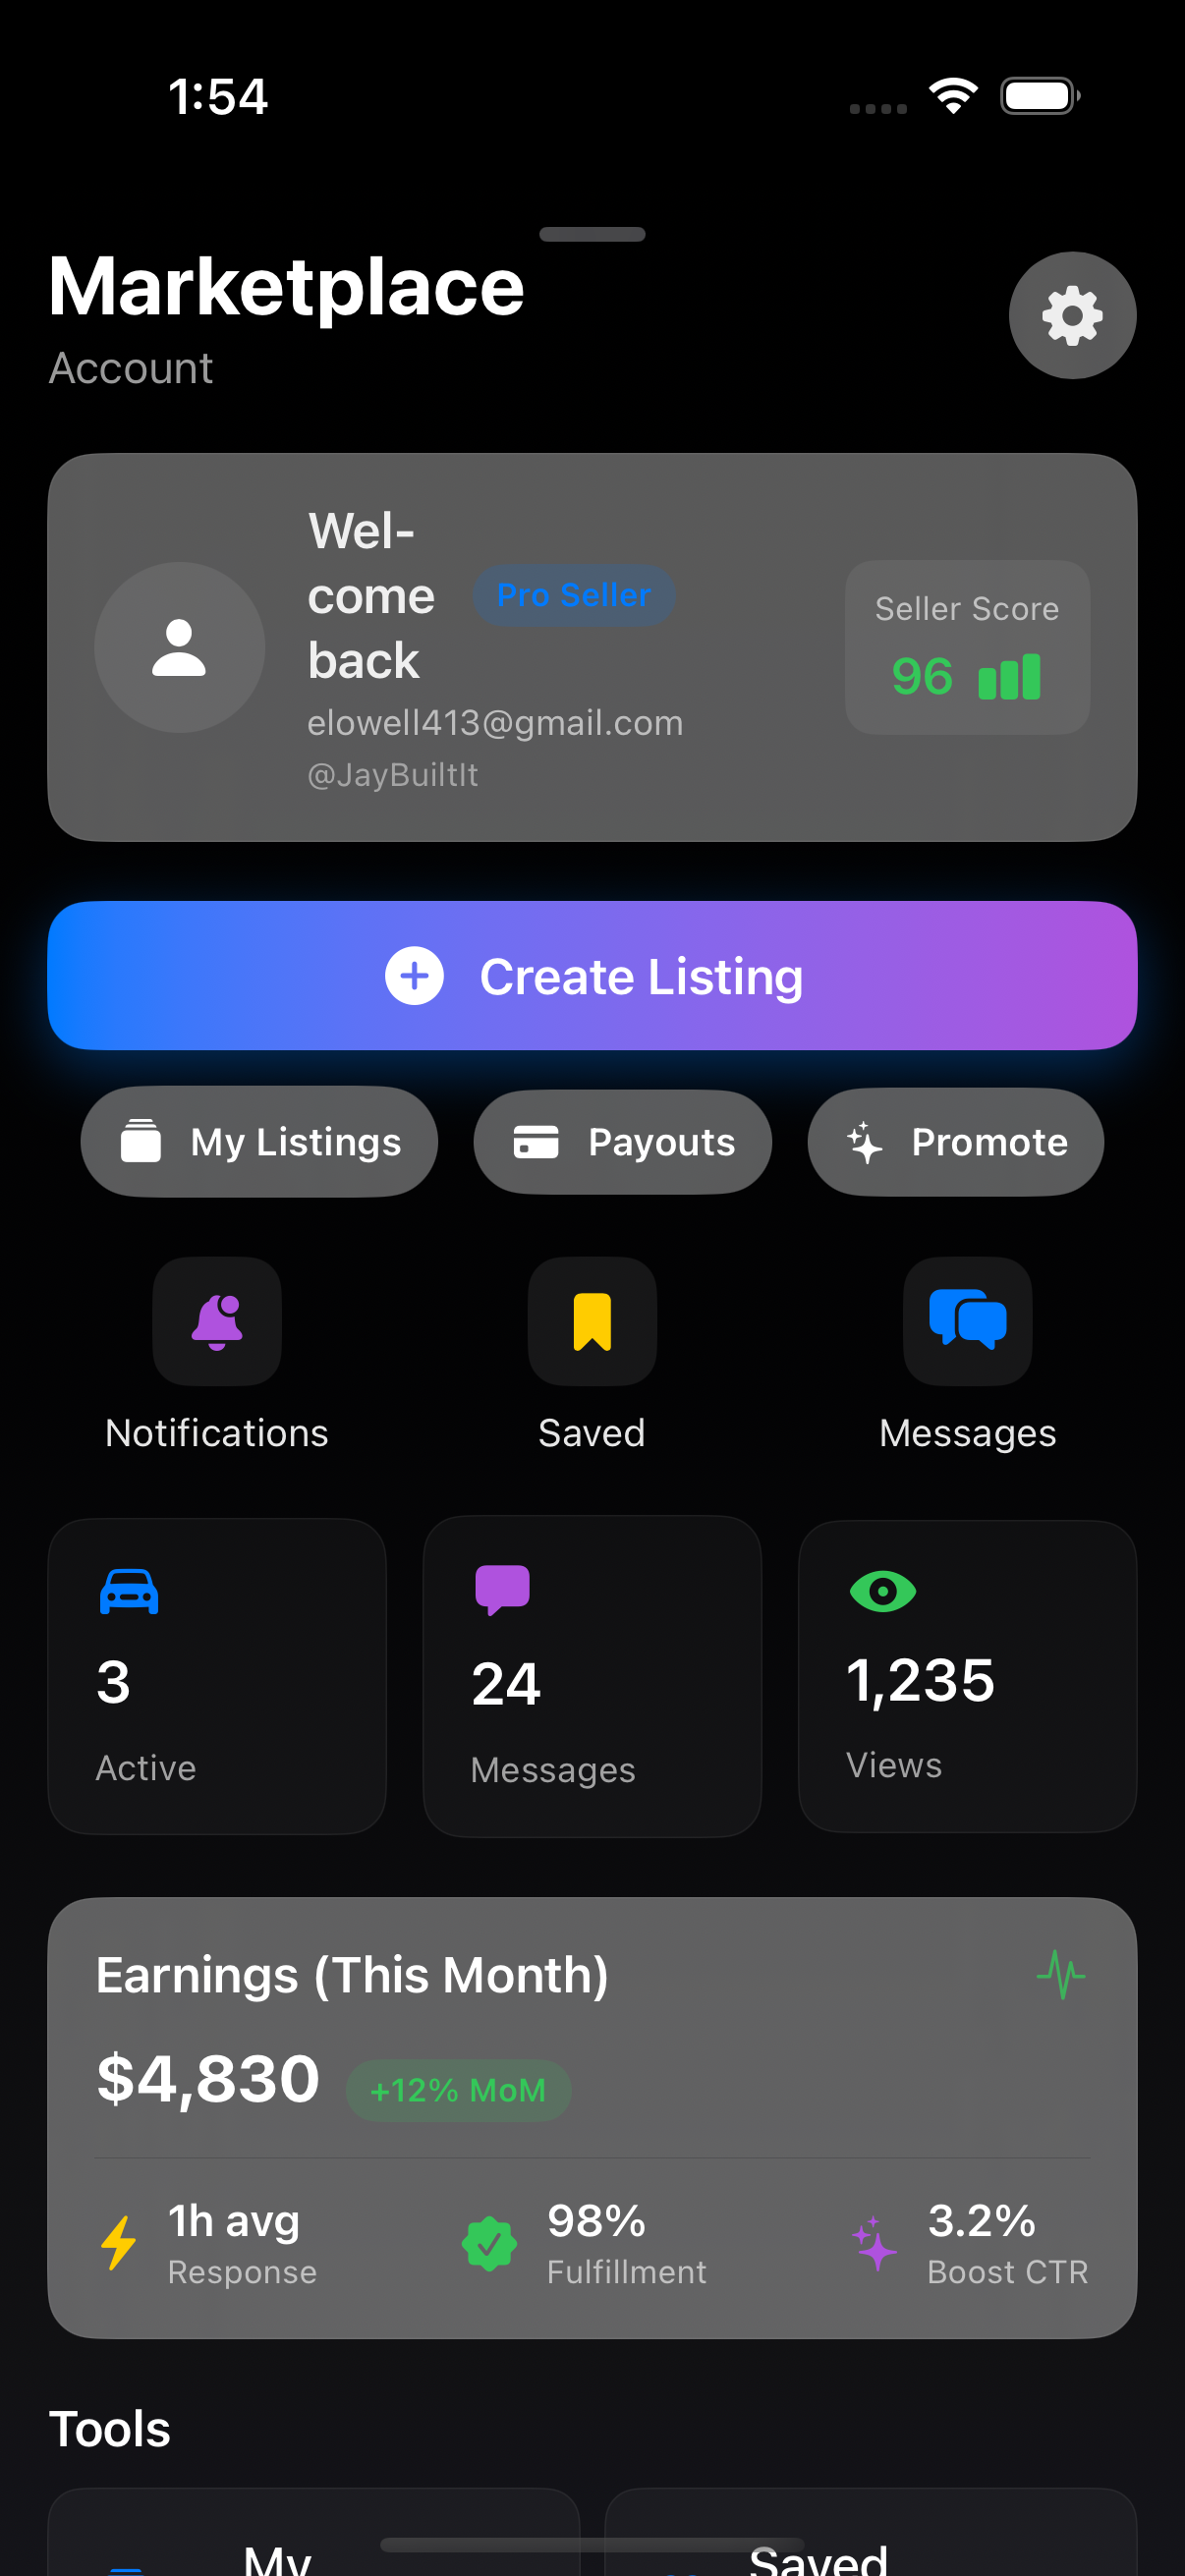 1:54
Marketplace
Account
Wel-
come
back
Pro Seller
elowell413@gmail.com
@JayBuiltIt
Seller Score
96
Create Listing
My Listings
Payouts
Promote
Notifications
Saved
Messages
3
Active
24
Messages
1,235
Views
Earnings (This Month)
$4,830
+12% MoM
1h avg
Response
98%
Fulfillment
3.2%
Boost CTR
Tools
My
Saved